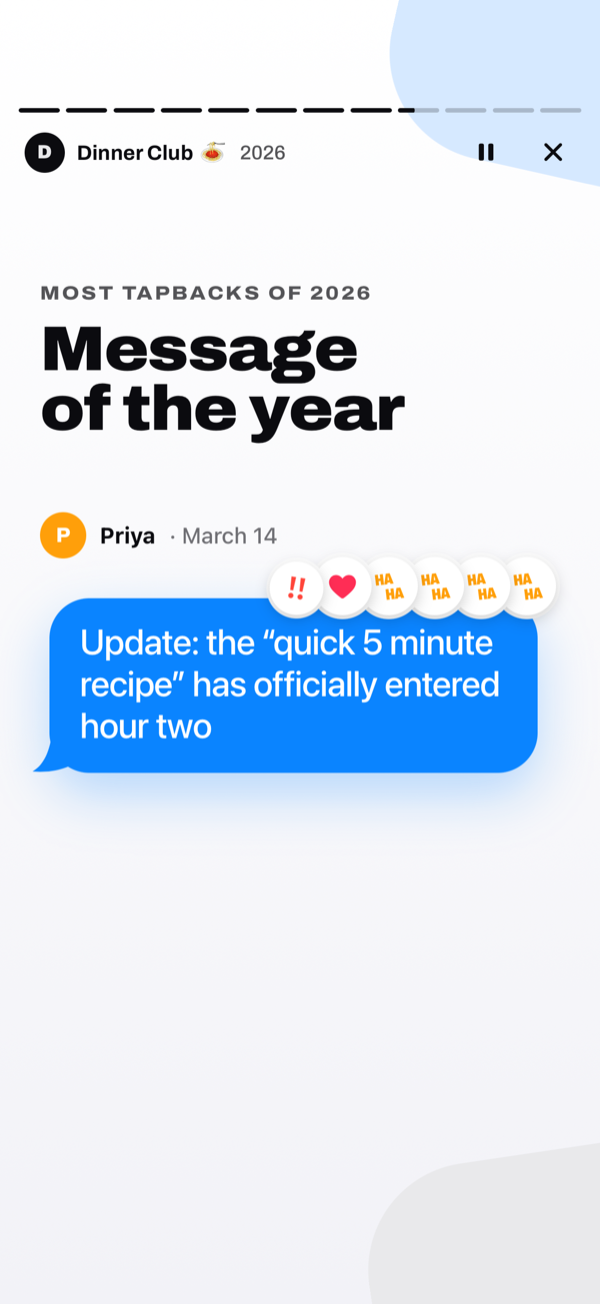 D Dinner Club 🍝 2026
MOST TAPBACKS OF 2026
Message
of the year
P Priya · March 14
!! HA HA HA HA HA HA HA HA
Update: the “quick 5 minute
recipe” has officially entered
hour two